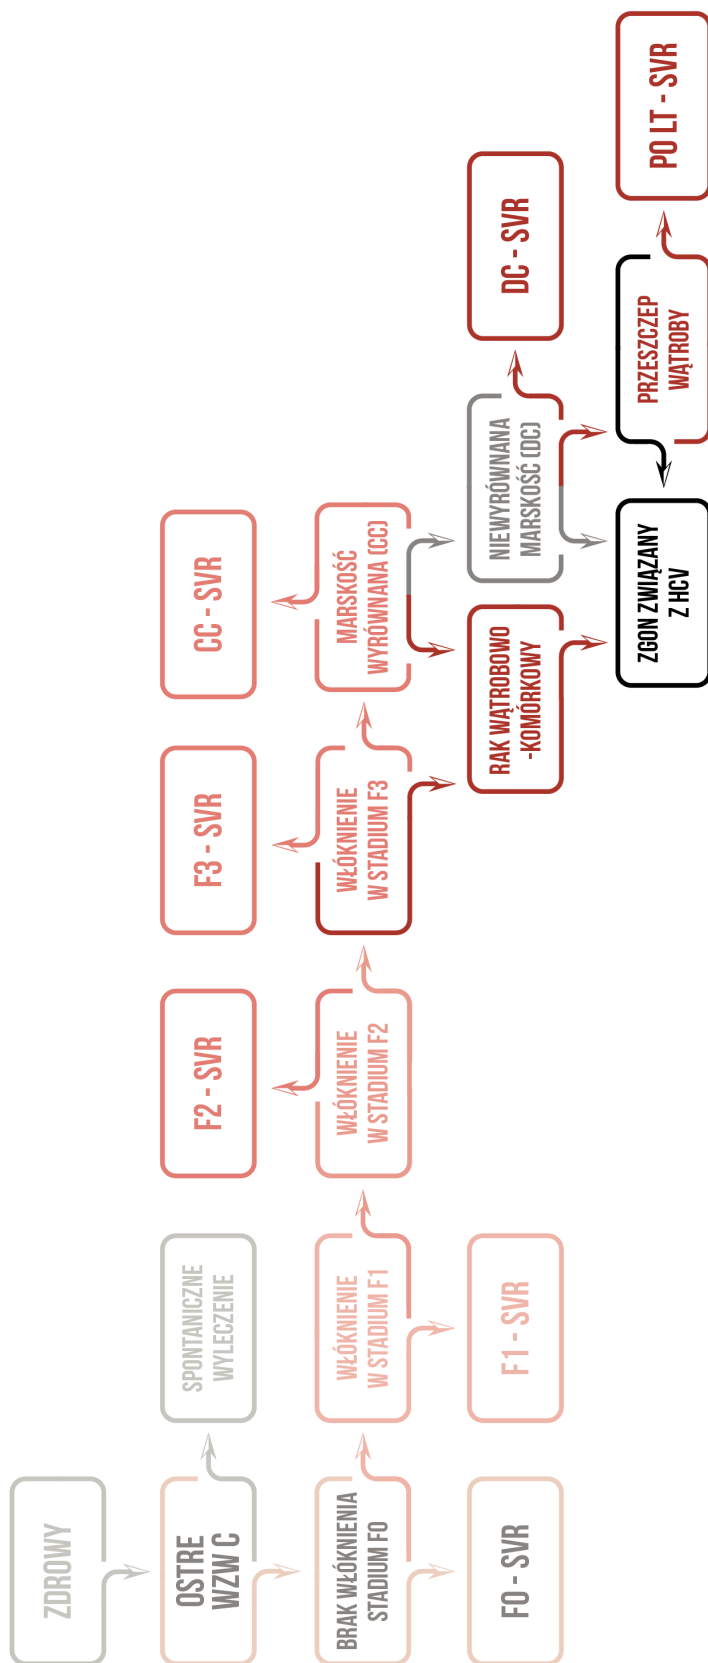 ZDROWY
OSTRE
WZW C
SPONTANICZNE
WYLECZENIE
F2 - SVR
F3 - SVR
CC - SVR
BRAK WŁÓKNIENIA
STADIUM F0
WŁÓKNIENIE
W STADIUM F1
WŁÓKNIENIE
W STADIUM F2
WŁÓKNIENIE
W STADIUM F3
MARSKOŚĆ
WYRÓWNANA (CC)
F0 - SVR
F1 - SVR
RAK WĄTROBOWO
-KOMÓRKOWY
NIEWYRÓWNANA
MARSKOŚĆ (DC)
DC - SVR
ZGON ZWIĄZANY
Z HCV
PRZESZCZEP
WĄTROBY
PO LT - SVR